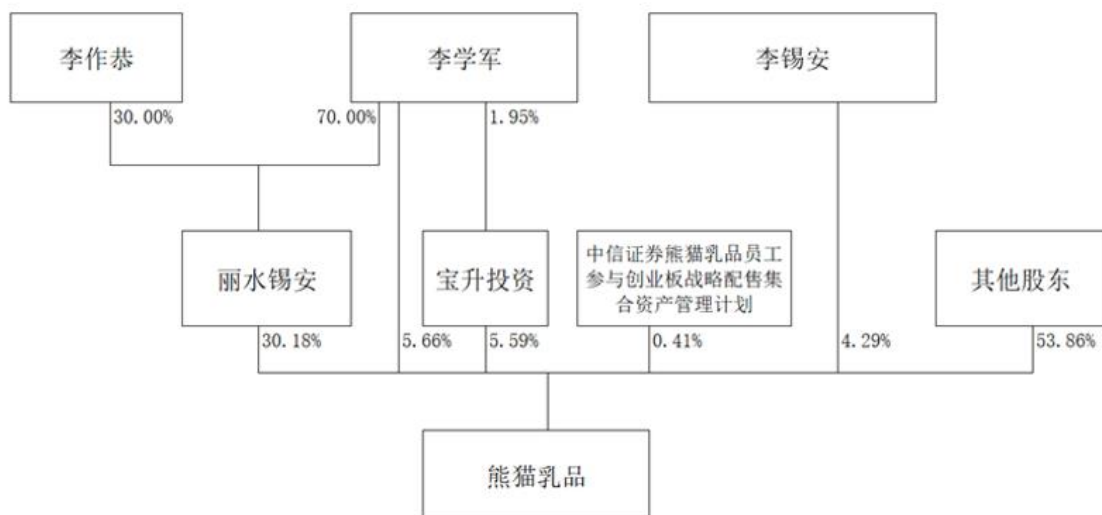 李作恭
李学军
李锡安
30.00%
70.00%
1.95%
丽水锡安
宝升投资
中信证券熊猫乳品员工
参与创业板战略配售集
合资产管理计划
其他股东
30.18%
5.66%
5.59%
0.41%
4.29%
53.86%
熊猫乳品